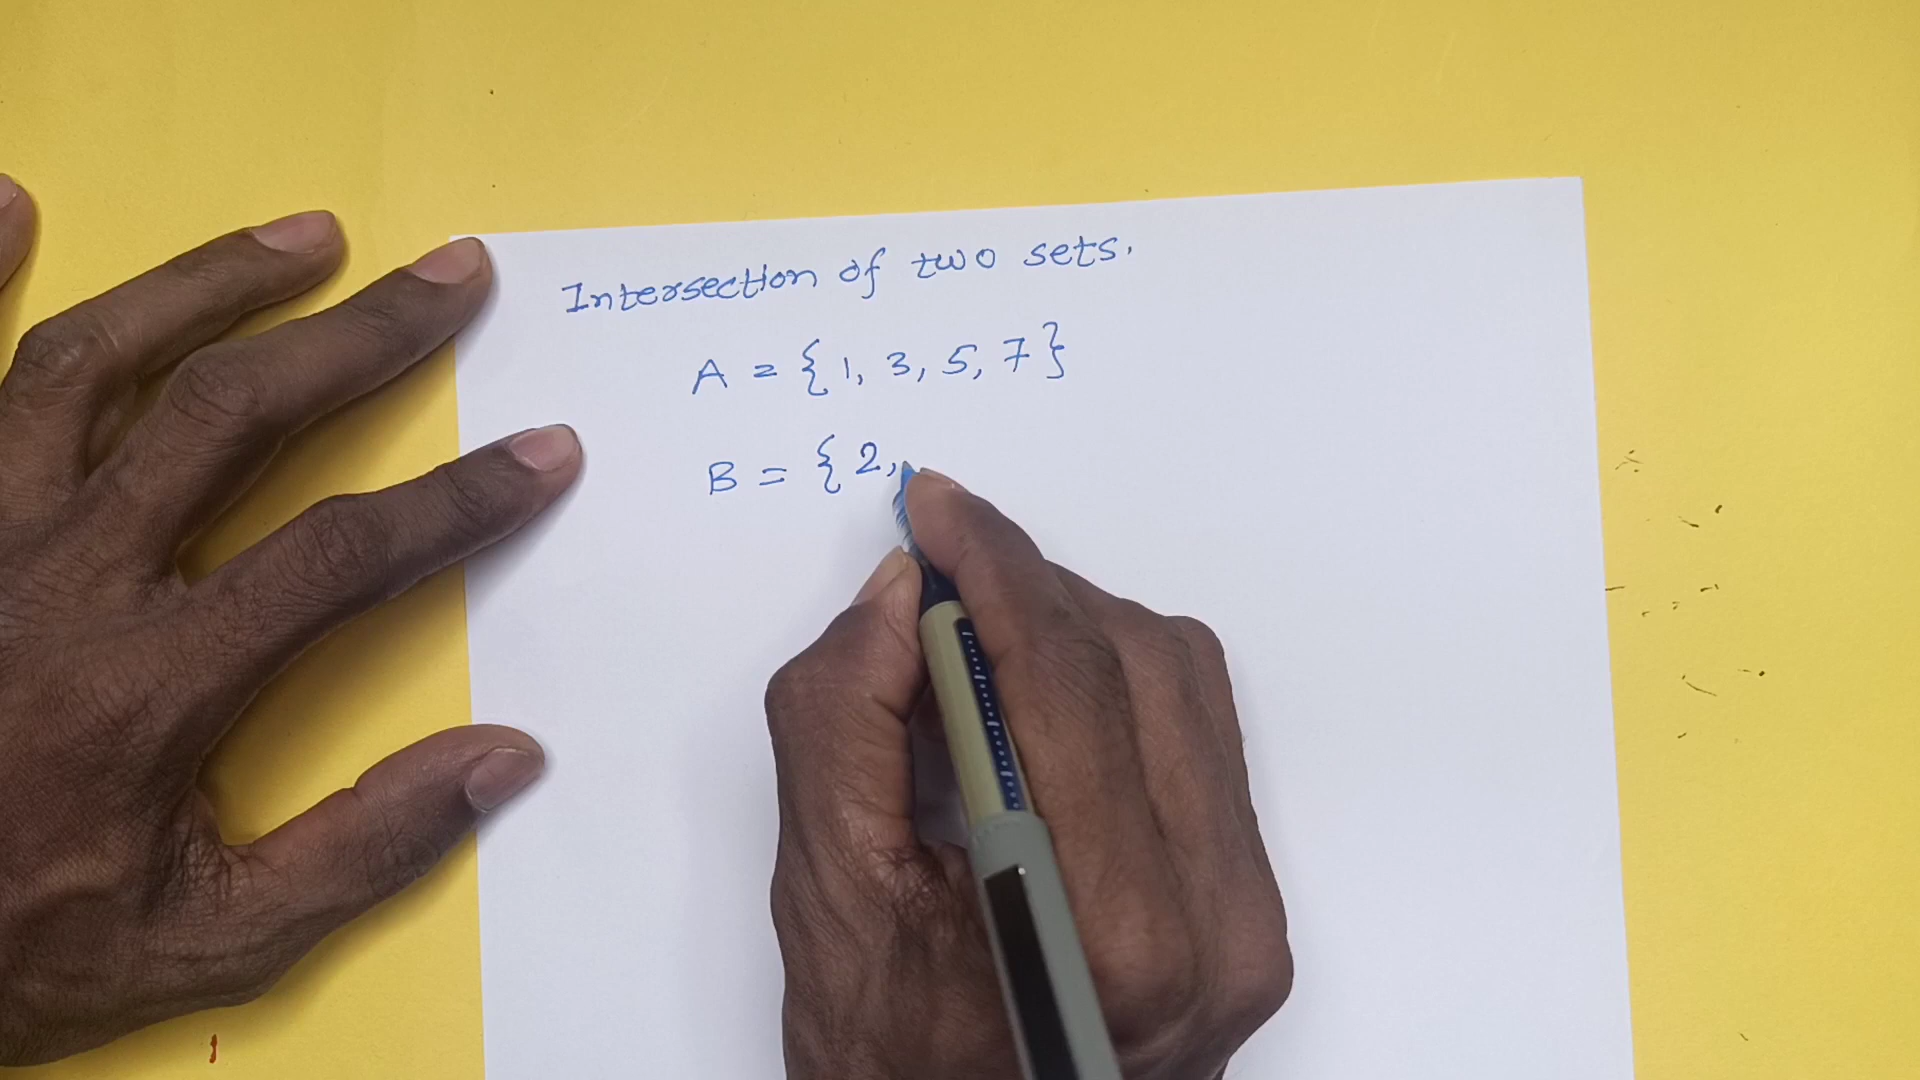 Intersection of two sets.
A = {1, 3, 5, 7}
B = {2,